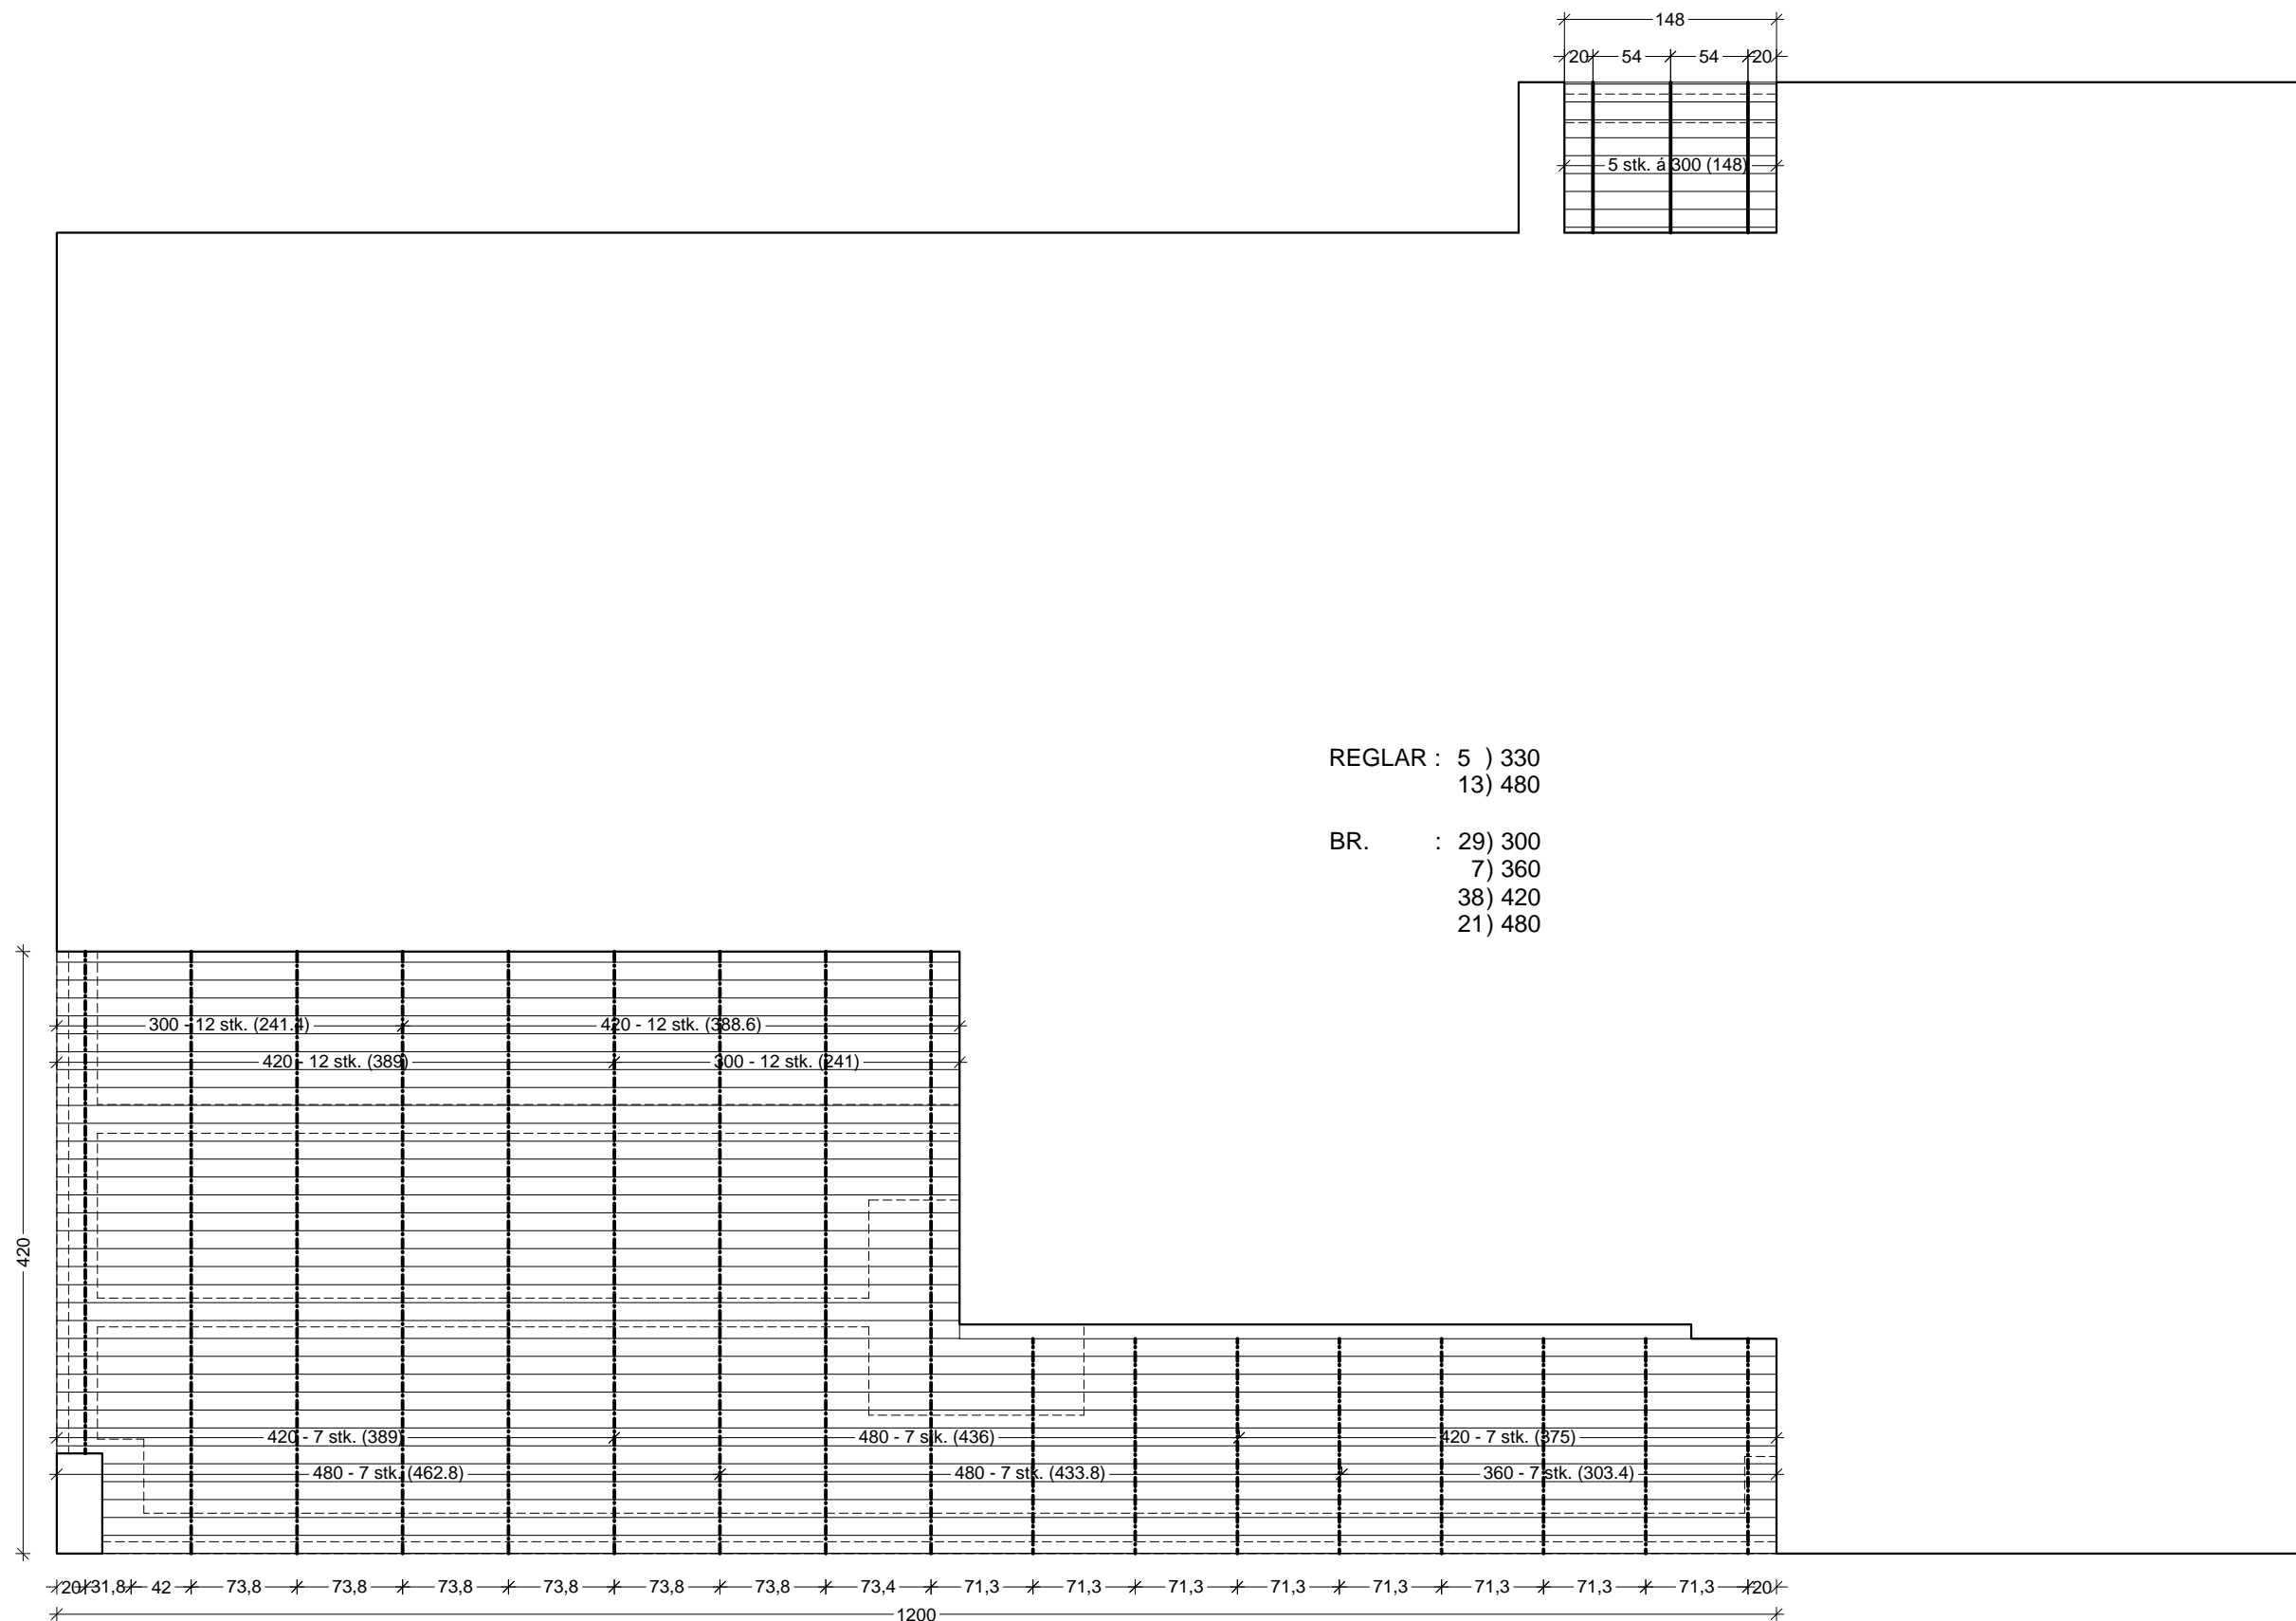 148
20 54 54 20
5 stk. á 300 (148)
REGLAR : 5 ) 330
13) 480
BR. : 29) 300
7) 360
38) 420
21) 480
300 - 12 stk. (241.4) 420 - 12 stk. (388.6)
420 - 12 stk. (389) 300 - 12 stk. (241)
420
420 - 7 stk. (389) 480 - 7 stk. (436) 420 - 7 stk. (375)
480 - 7 stk. (462.8) 480 - 7 stk. (433.8) 360 - 7 stk. (303.4)
20 31,8 42 73,8 73,8 73,8 73,8 73,8 73,8 73,4 71,3 71,3 71,3 71,3 71,3 71,3 71,3 71,3 20
1200